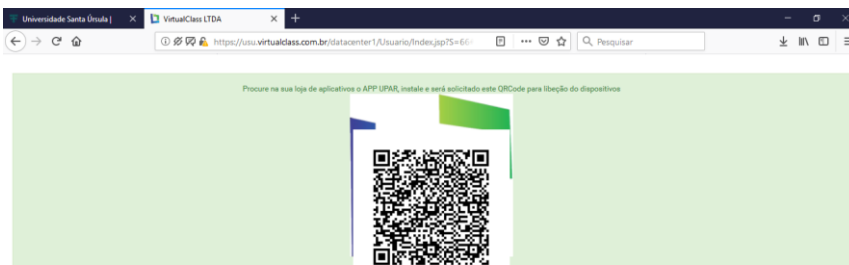 Universidade Santa Úrsula |
VirtualClass LTDA
https://usu.virtualclass.com.br/datacenter1/Usuario/Index.jsp?S=66
Pesquisar
Procure na sua loja de aplicativos o APP UPAR, instale e será solicitado este QRCode para libeção do dispositivos